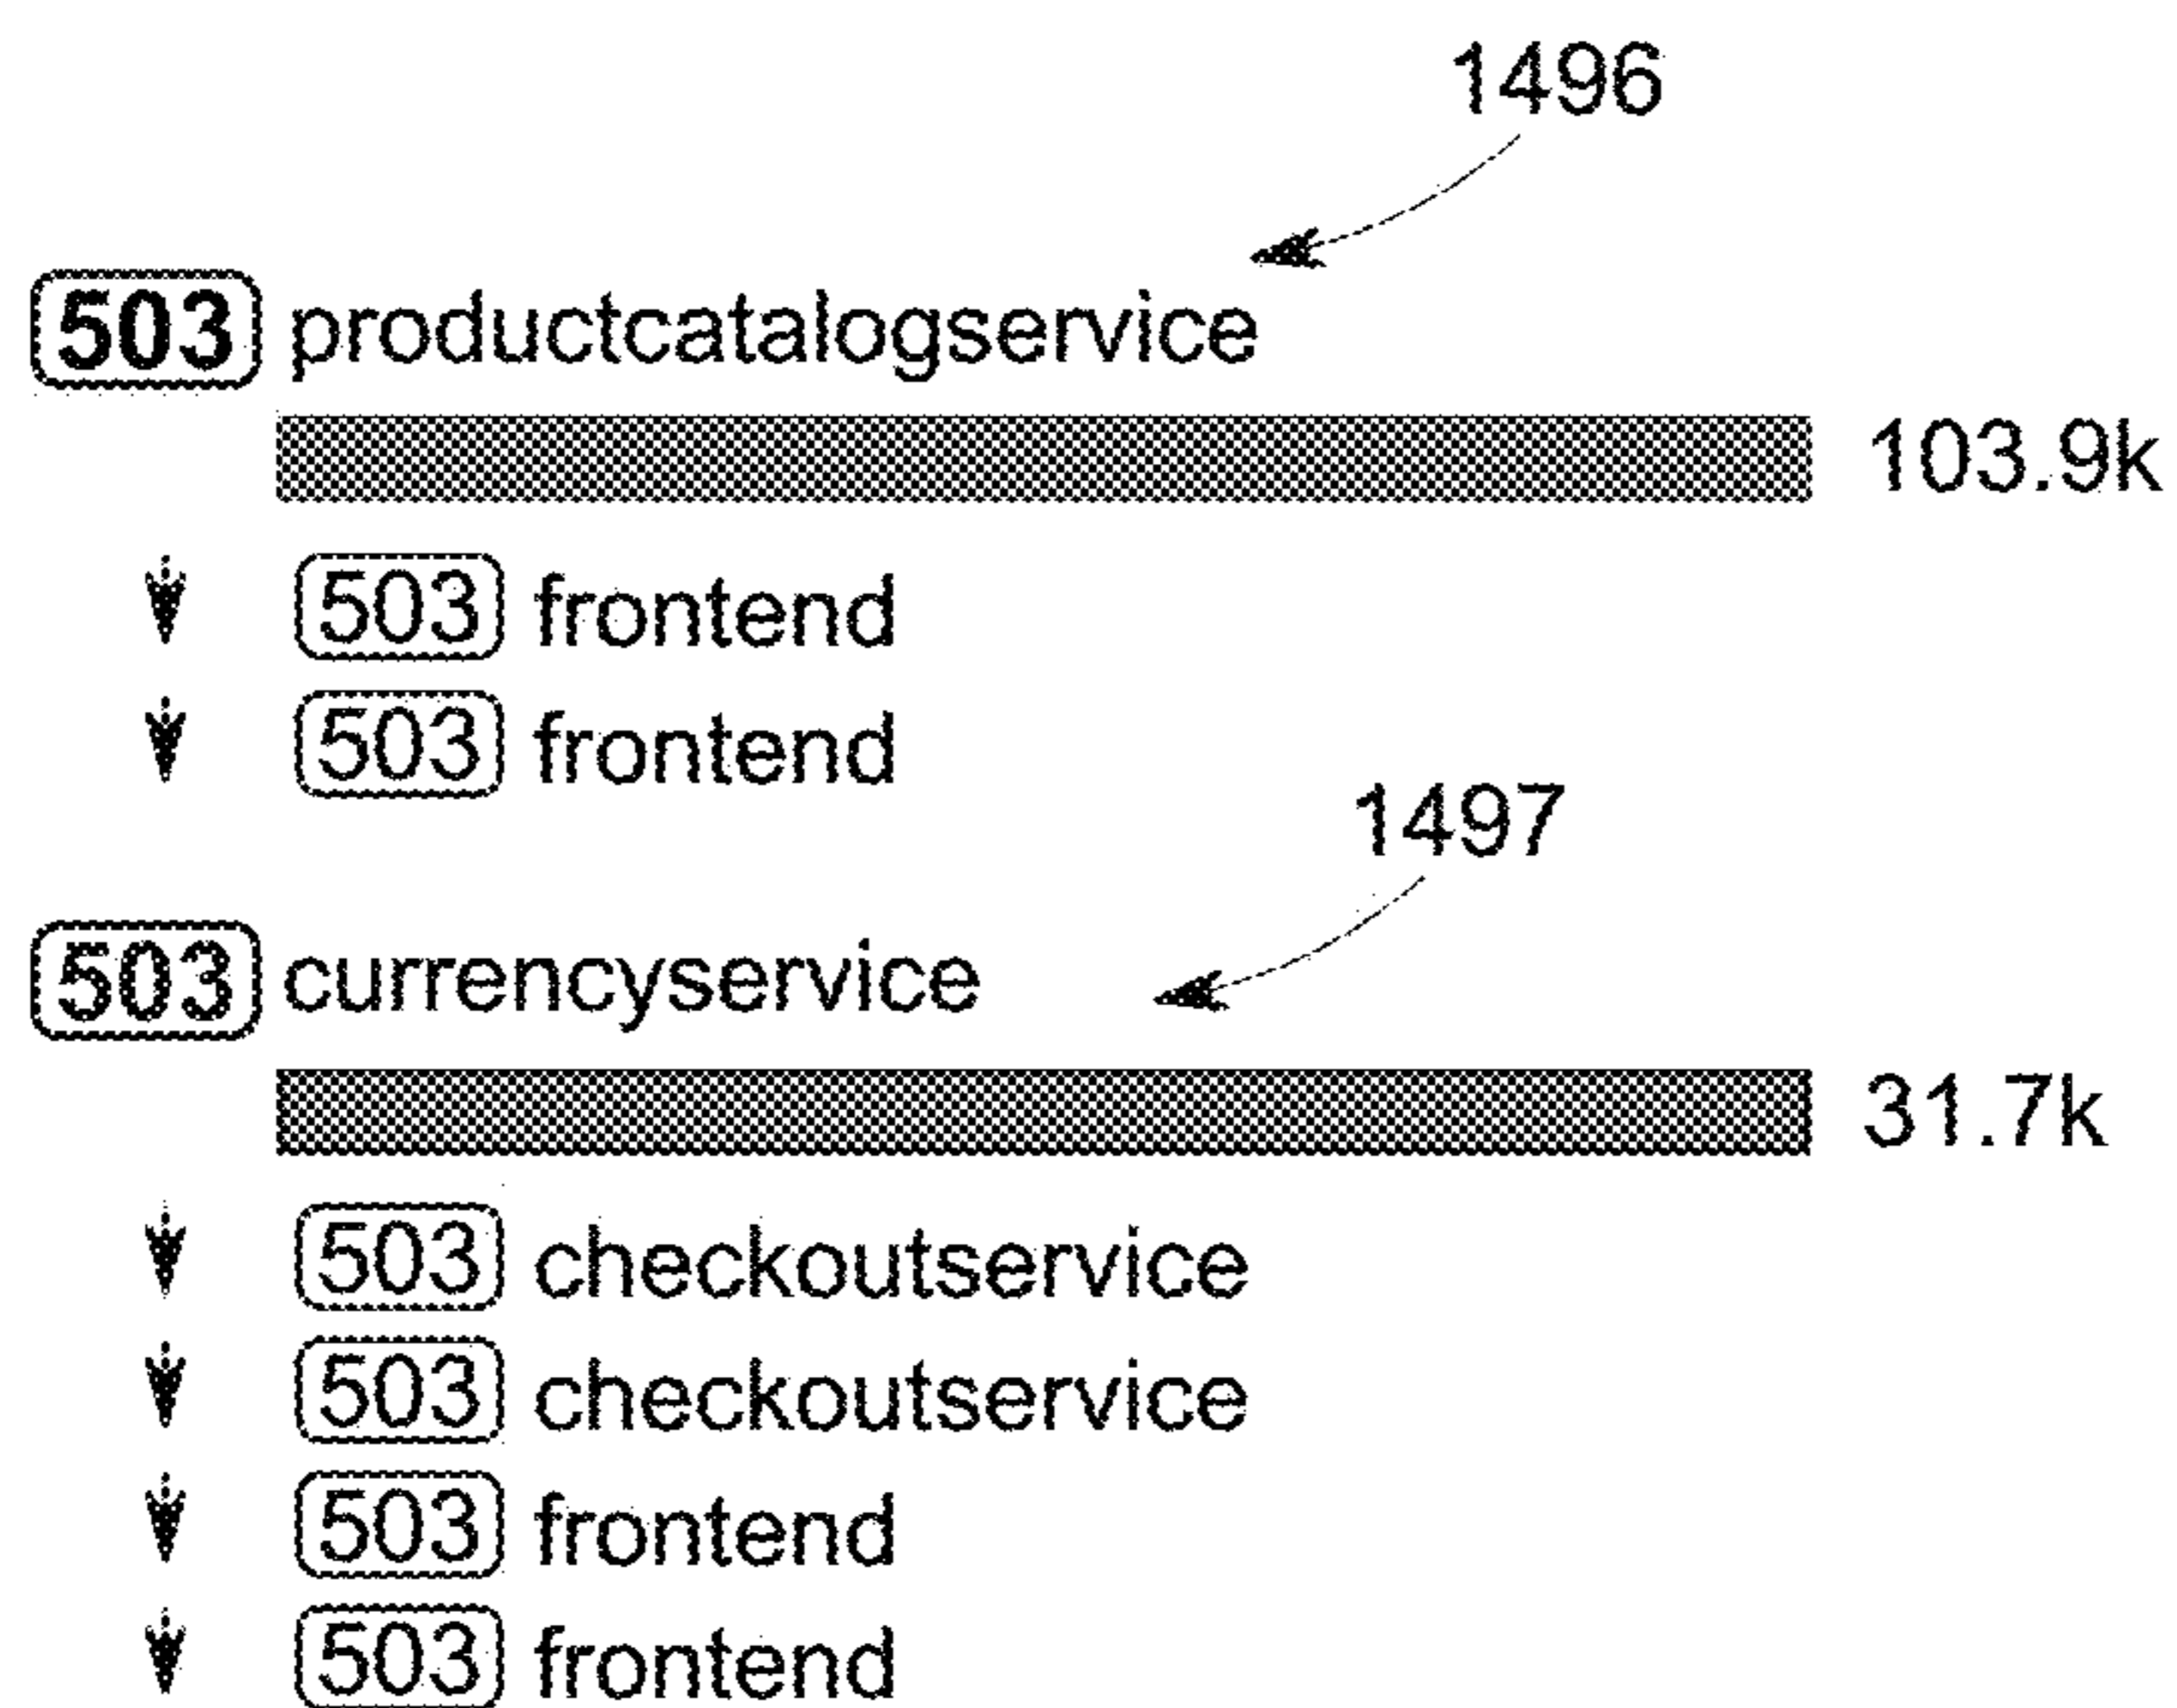 1496
503 productcatalogservice
103.9k
503 frontend
503 frontend
1497
503 currencyservice
31.7k
503 checkoutservice
503 checkoutservice
503 frontend
503 frontend